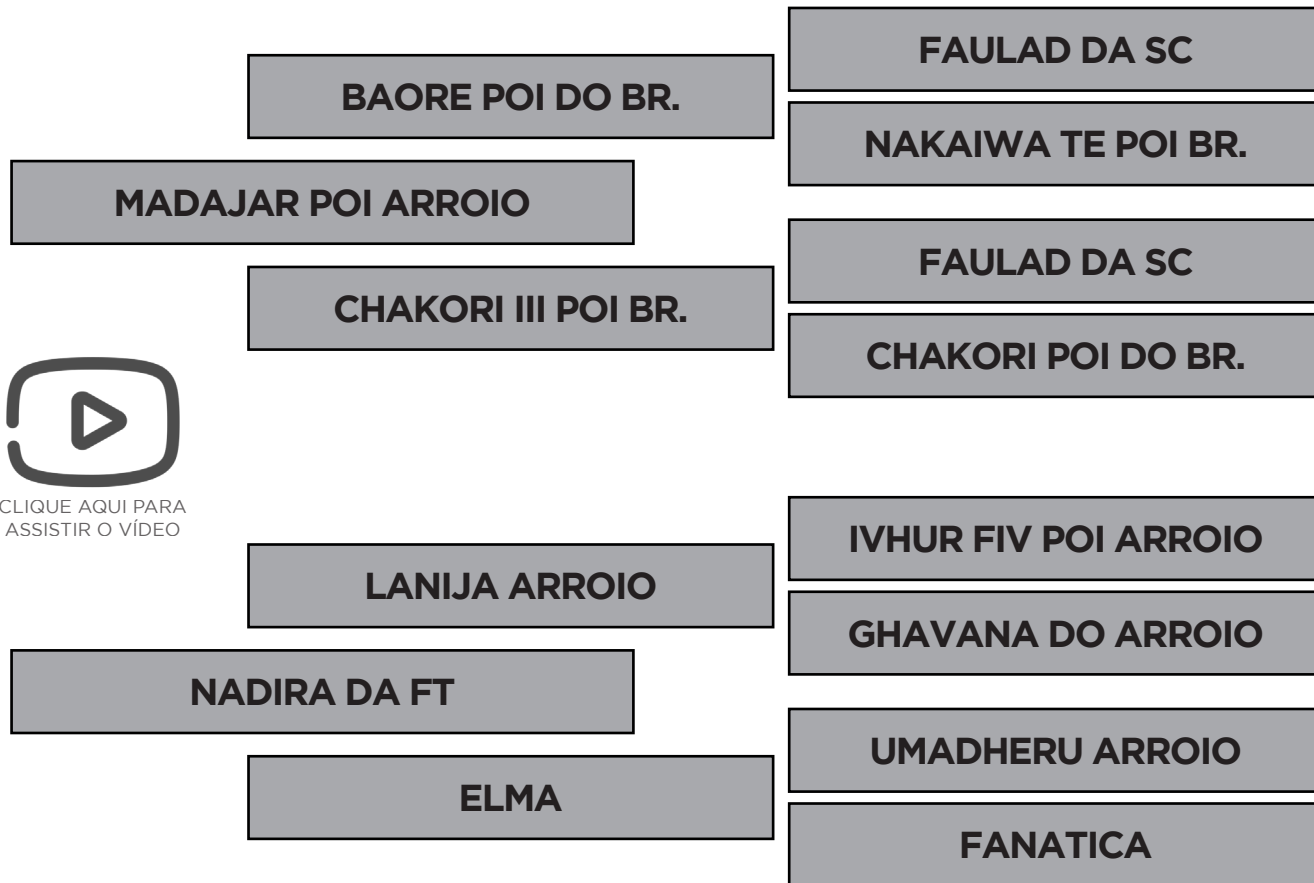 FAULAD DA SC
BAORE POI DO BR.
NAKAIWA TE POI BR.
MADAJAR POI ARROIO
FAULAD DA SC
CHAKORI III POI BR.
CHAKORI POI DO BR.
CLIQUE AQUI PARA
ASSISTIR O VÍDEO
IVHUR FIV POI ARROIO
LANIJA ARROIO
GHAVANA DO ARROIO
NADIRA DA FT
UMADHERU ARROIO
ELMA
FANATICA